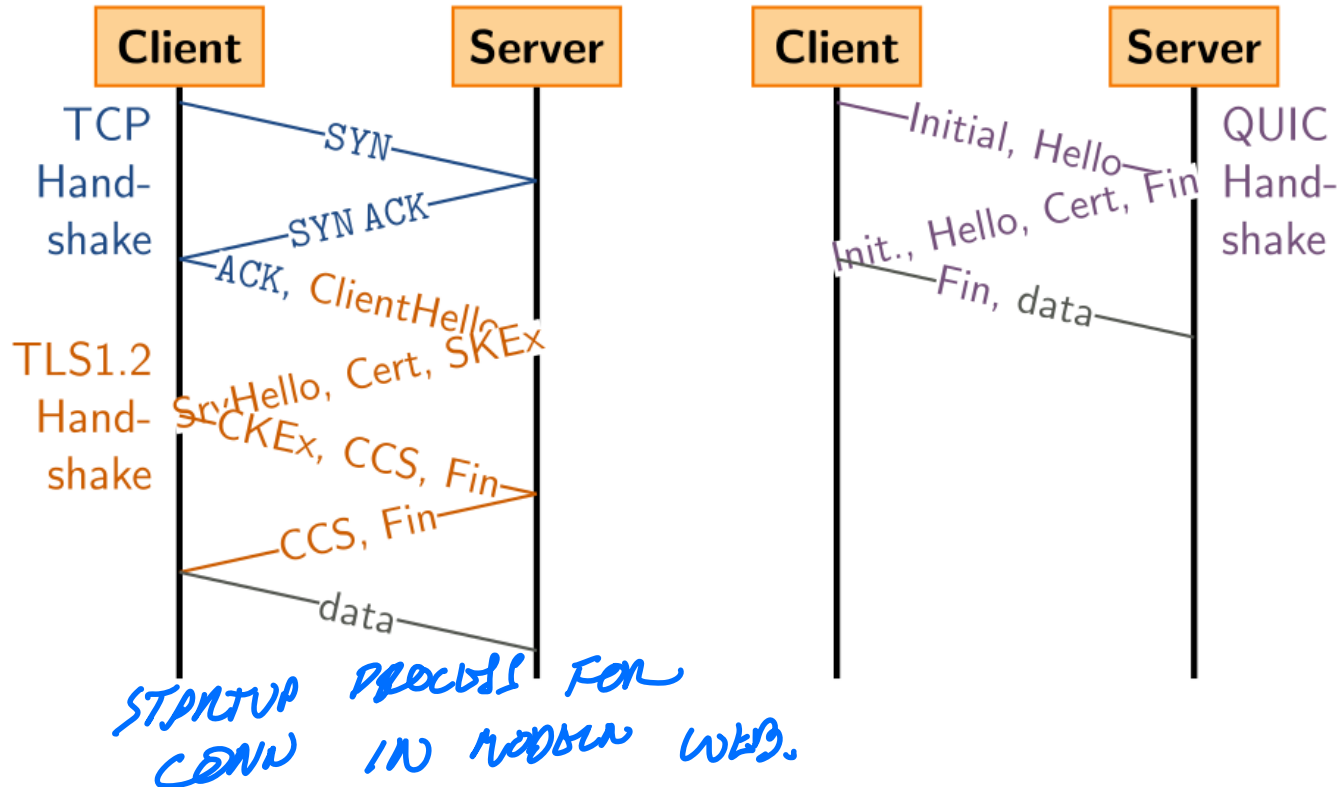 Client
Server
TCP
Hand-
shake
SYN
SYN ACK
ACK, ClientHello
TLS1.2
Hand-
shake
SrvHello, Cert, SKEx
CKEx, CCS, Fin
CCS, Fin
data
Client
Server
QUIC
Hand-
shake
Initial, Hello
Init., Hello, Cert, Fin
Fin, data
STARTUP PROCESS FOR
CONN IN MODERN WEB.